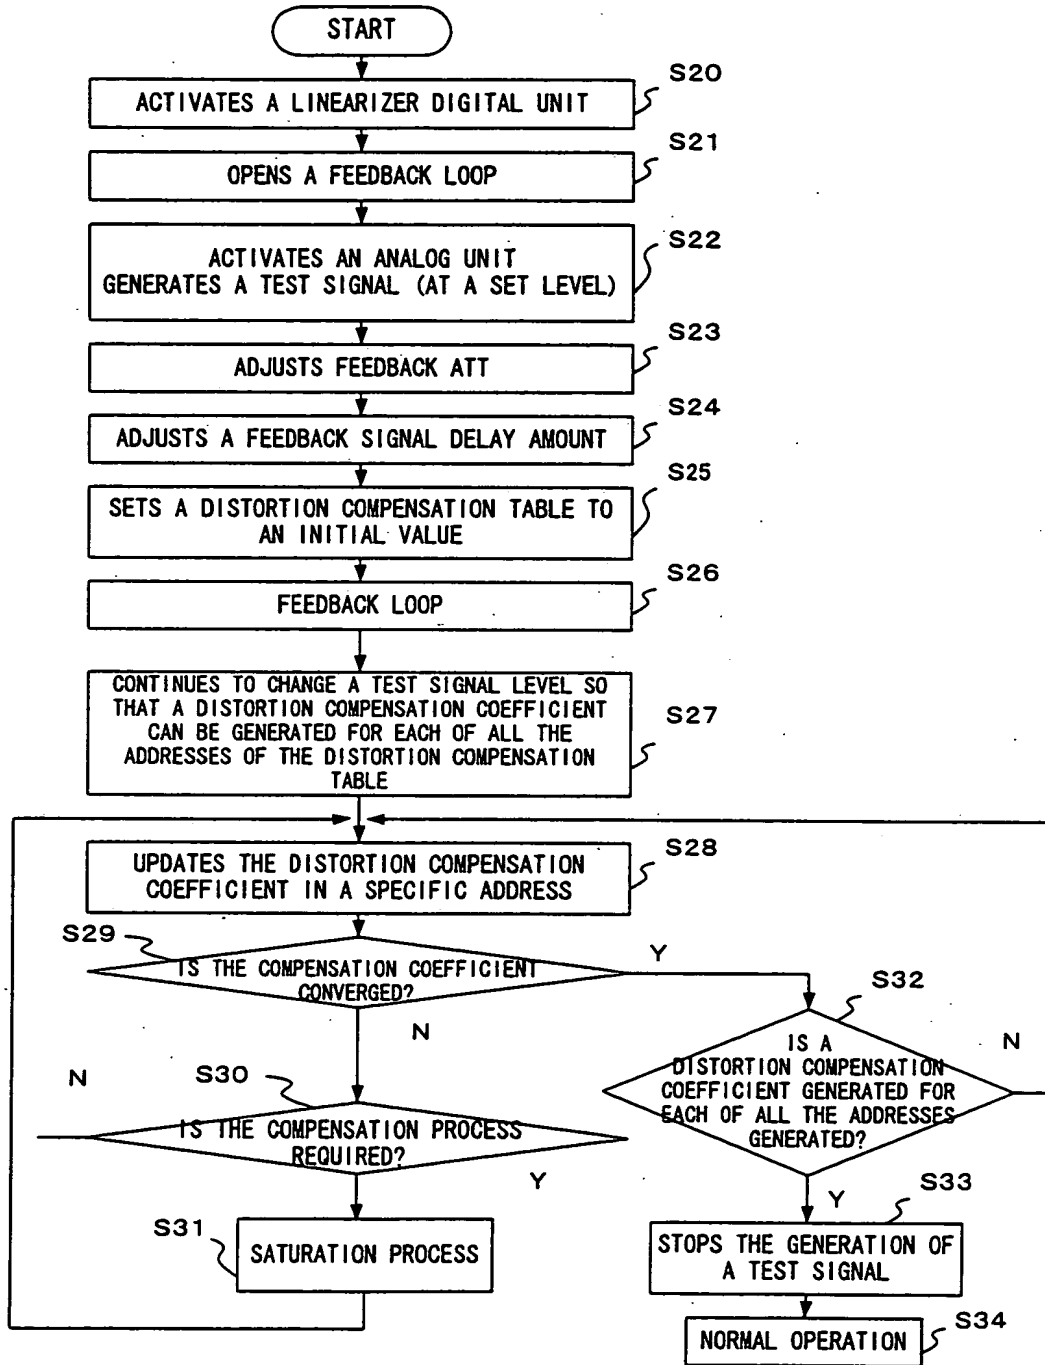 START
S20
ACTIVATES A LINEARIZER DIGITAL UNIT
S21
OPENS A FEEDBACK LOOP
S22
ACTIVATES AN ANALOG UNIT
GENERATES A TEST SIGNAL (AT A SET LEVEL)
S23
ADJUSTS FEEDBACK ATT
S24
ADJUSTS A FEEDBACK SIGNAL DELAY AMOUNT
S25
SETS A DISTORTION COMPENSATION TABLE TO
AN INITIAL VALUE
S26
FEEDBACK LOOP
S27
CONTINUES TO CHANGE A TEST SIGNAL LEVEL SO
THAT A DISTORTION COMPENSATION COEFFICIENT
CAN BE GENERATED FOR EACH OF ALL THE
ADDRESSES OF THE DISTORTION COMPENSATION
TABLE
S28
UPDATES THE DISTORTION COMPENSATION
COEFFICIENT IN A SPECIFIC ADDRESS
S29
IS THE COMPENSATION COEFFICIENT
CONVERGED?
Y
N
S32
IS A
DISTORTION COMPENSATION
COEFFICIENT GENERATED FOR
EACH OF ALL THE ADDRESSES
GENERATED?
N
Y
S30
IS THE COMPENSATION PROCESS
REQUIRED?
N
Y
S31
SATURATION PROCESS
S33
STOPS THE GENERATION OF
A TEST SIGNAL
S34
NORMAL OPERATION